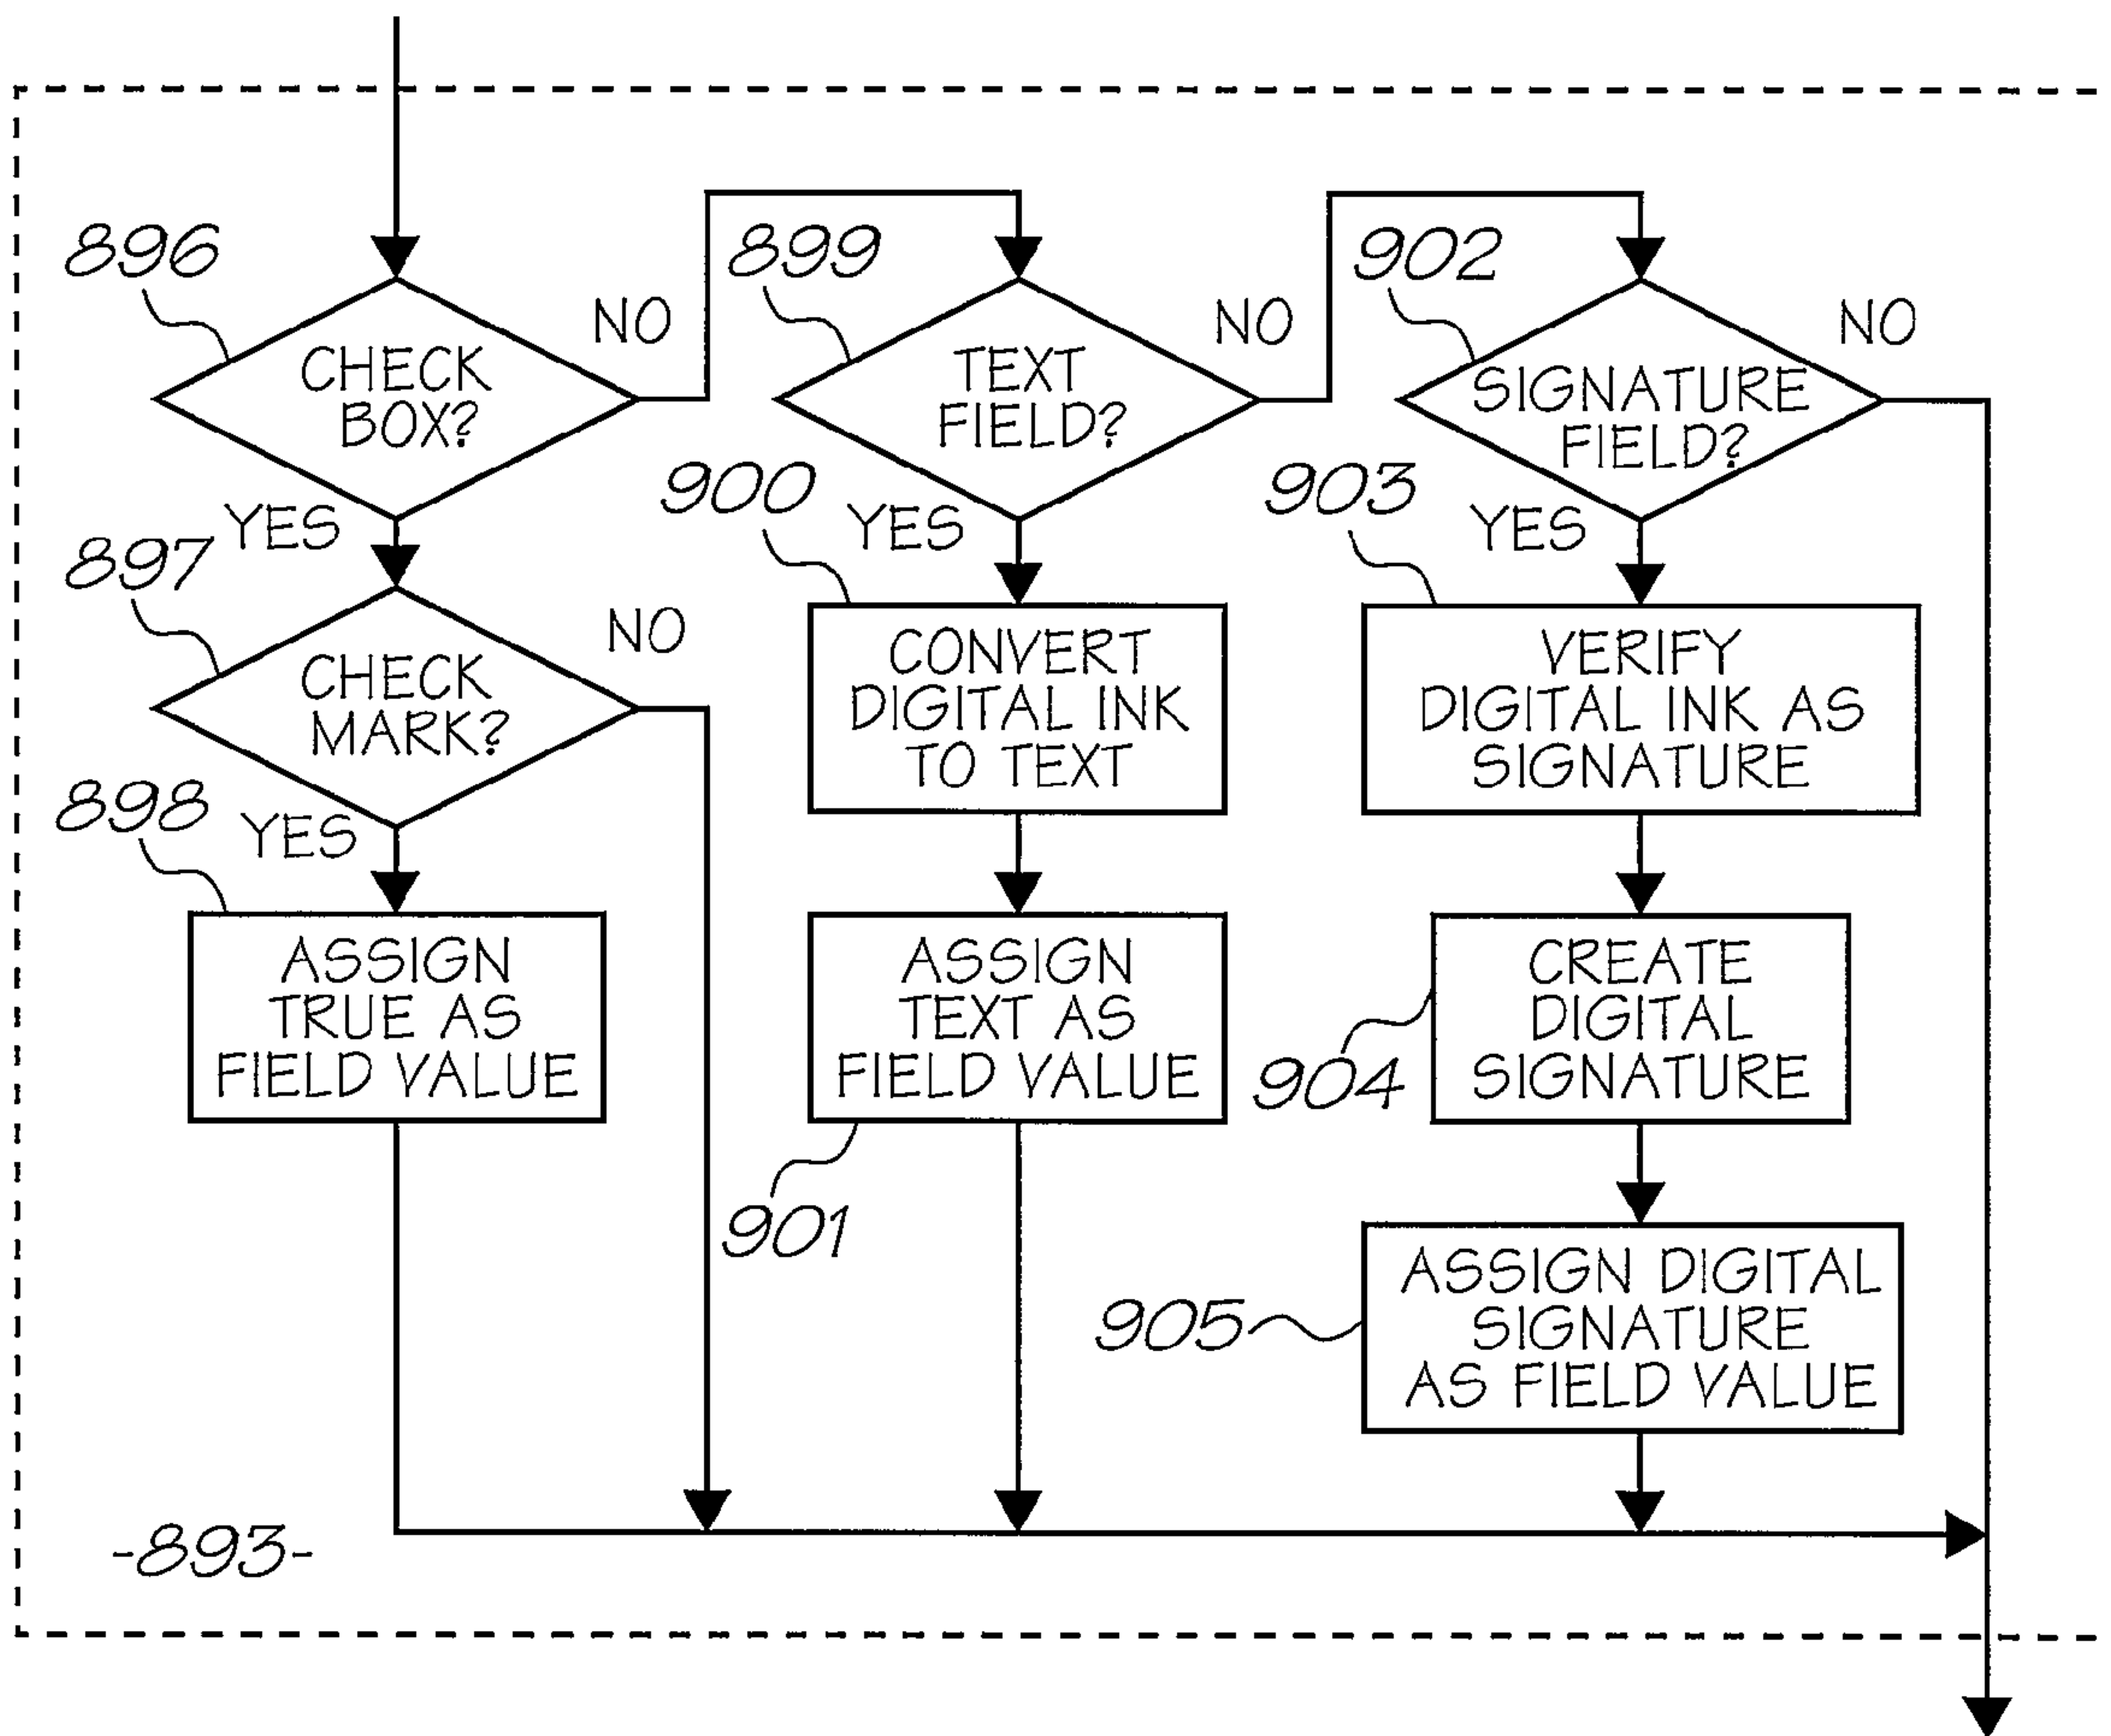 896
CHECK
BOX?
NO
YES
897
CHECK
MARK?
NO
YES
898
ASSIGN
TRUE AS
FIELD VALUE
899
TEXT
FIELD?
NO
YES
900
CONVERT
DIGITAL INK
TO TEXT
ASSIGN
TEXT AS
FIELD VALUE
901
902
SIGNATURE
FIELD?
NO
YES
903
VERIFY
DIGITAL INK AS
SIGNATURE
CREATE
DIGITAL
SIGNATURE
904
ASSIGN DIGITAL
SIGNATURE
AS FIELD VALUE
905
-893-